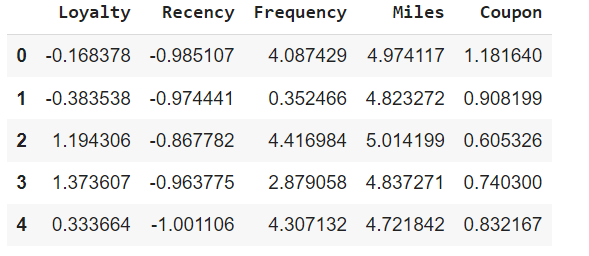 Loyalty Recency Frequency Miles Coupon
0 -0.168378 -0.985107 4.087429 4.974117 1.181640
1 -0.383538 -0.974441 0.352466 4.823272 0.908199
2 1.194306 -0.867782 4.416984 5.014199 0.605326
3 1.373607 -0.963775 2.879058 4.837271 0.740300
4 0.333664 -1.001106 4.307132 4.721842 0.832167